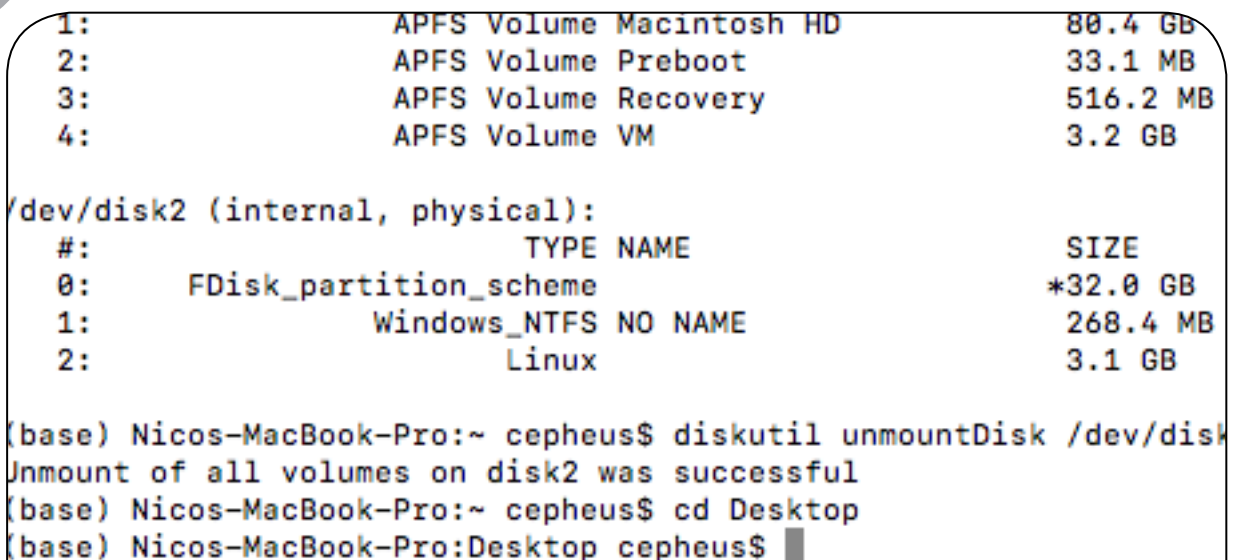 1: APFS Volume Macintosh HD 80.4 GB
2: APFS Volume Preboot 33.1 MB
3: APFS Volume Recovery 516.2 MB
4: APFS Volume VM 3.2 GB
/dev/disk2 (internal, physical):
#: TYPE NAME SIZE
0: FDisk_partition_scheme *32.0 GB
1: Windows_NTFS NO NAME 268.4 MB
2: Linux 3.1 GB
(base) Nicos-MacBook-Pro:~ cepheus$ diskutil unmountDisk /dev/disk
Unmount of all volumes on disk2 was successful
(base) Nicos-MacBook-Pro:~ cepheus$ cd Desktop
(base) Nicos-MacBook-Pro:Desktop cepheus$